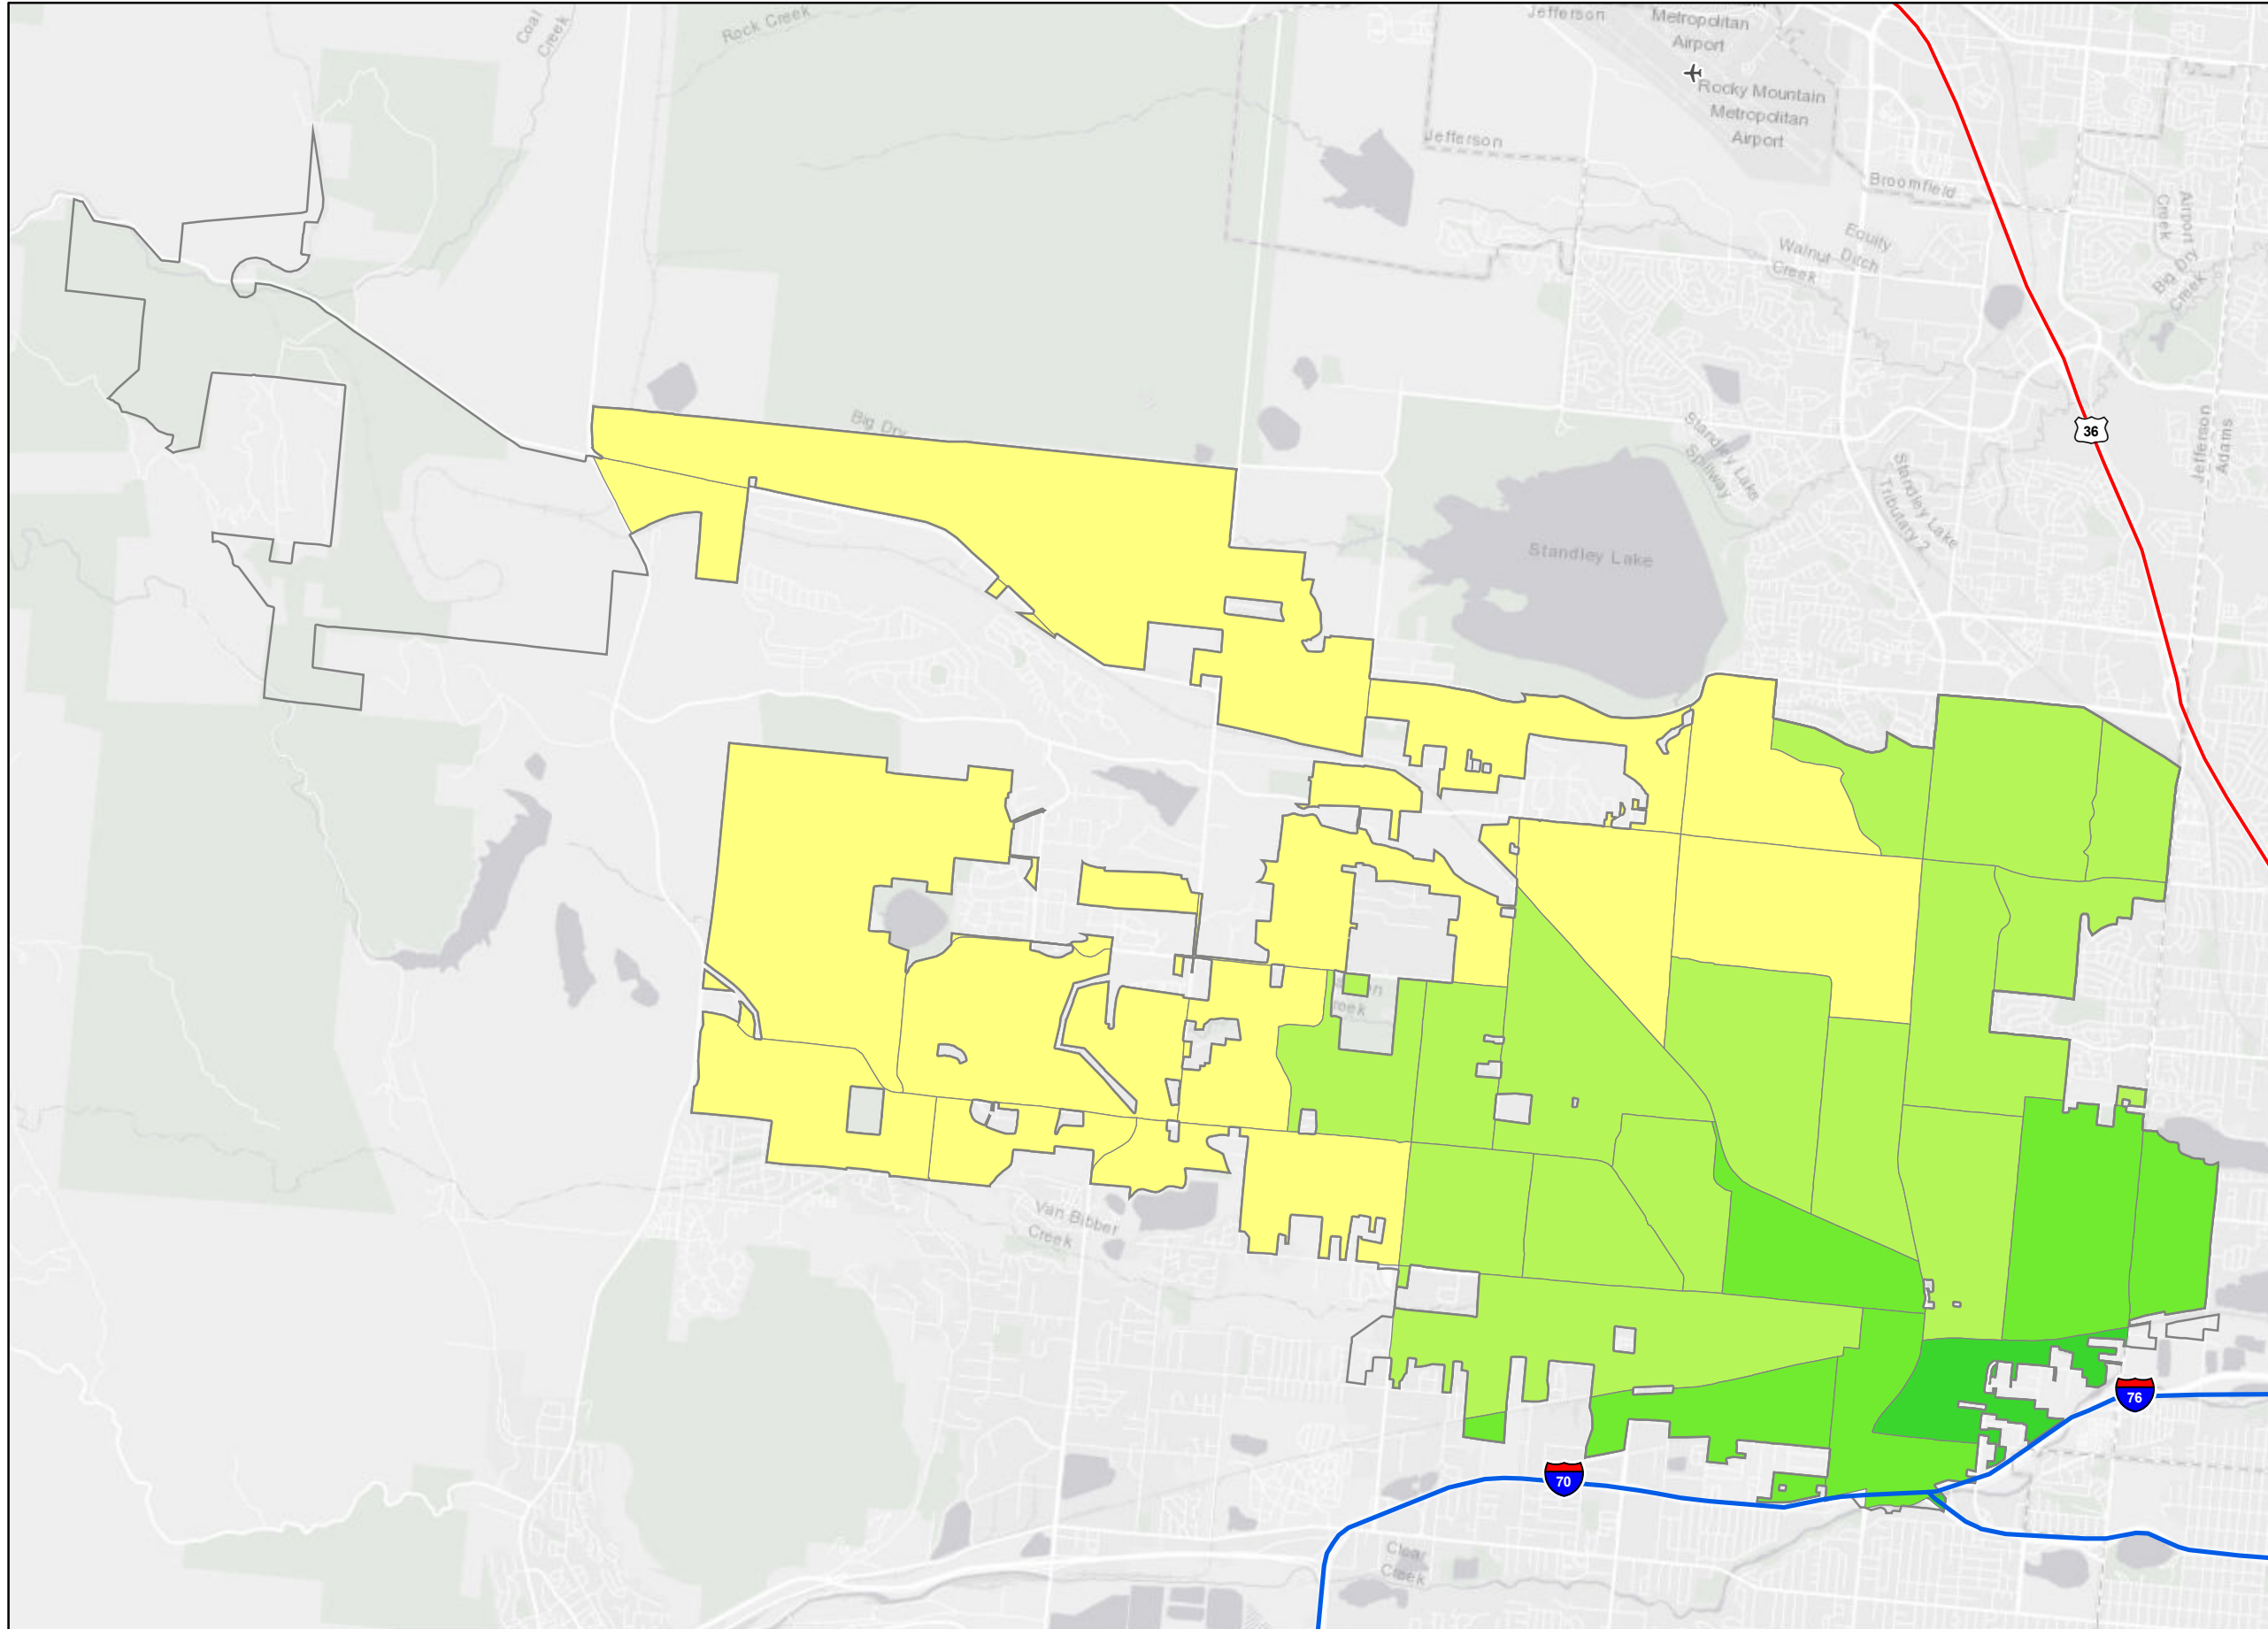 Coal
Creek
Rock Creek
Jefferson
Metropolitan
Airport
Rocky Mountain
Metropolitan
Airport
Jefferson
Broomfield
Airport
Creek
Big Dry
Creek
Equity
Ditch
Walnut
Creek
Big Dry
Standley Lake
Spillway
36
Jefferson
Adams
Standley Lake
Tributary 2
Standley Lake
Van Bibber
Creek
76
70
Clear
Creek